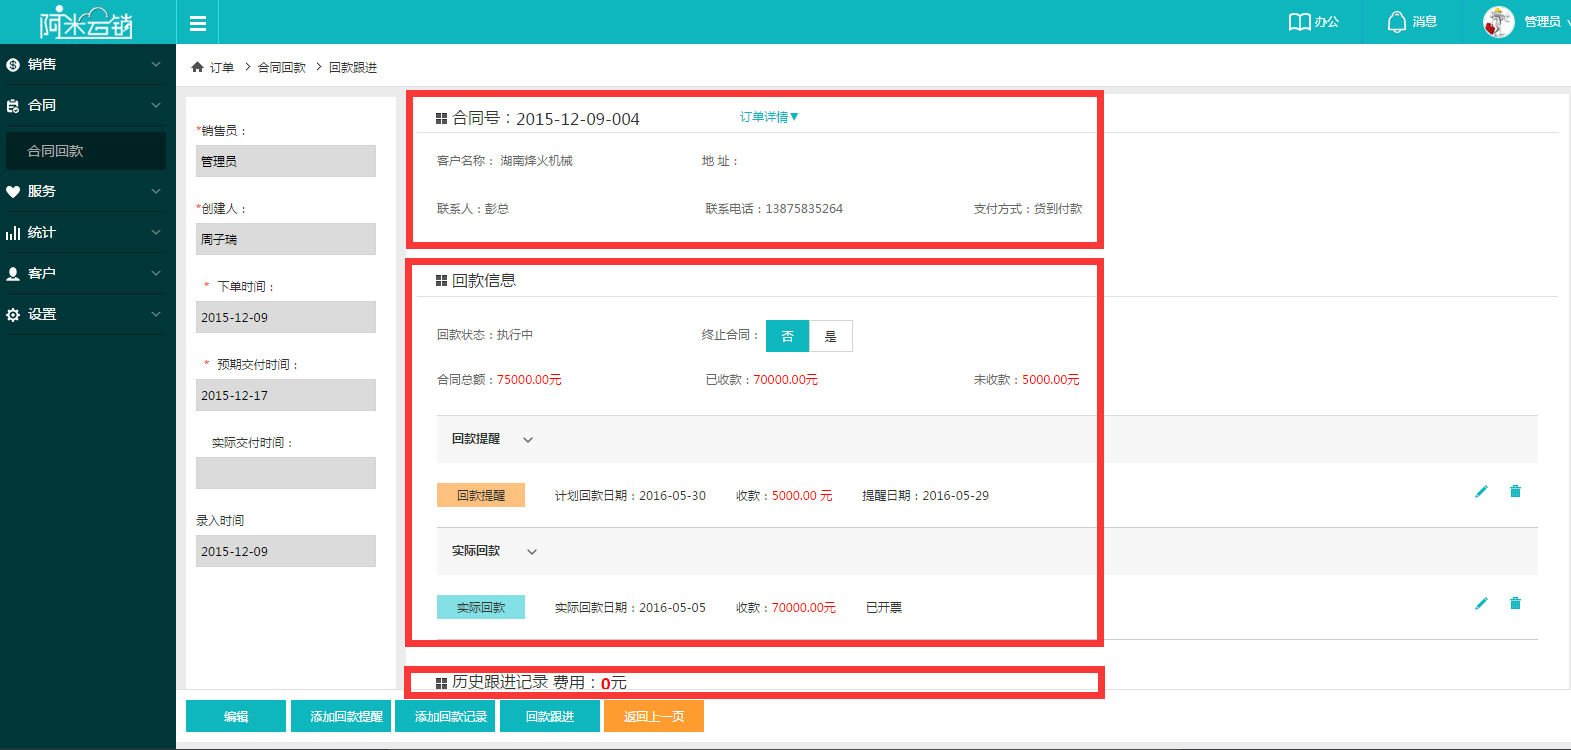 阿米云销
办公
消息
管理员
销售
合同
合同回款
服务
统计
客户
设置
订单 > 合同回款 > 回款跟进
*销售员：
管理员
*创建人：
周子瑞
* 下单时间：
2015-12-09
* 预期交付时间：
2015-12-17
实际交付时间：
录入时间
2015-12-09
合同号：2015-12-09-004 订单详情▼
客户名称： 湖南烽火机械 地 址：
联系人：彭总 联系电话：13875835264 支付方式：货到付款
回款信息
回款状态：执行中 终止合同： 否 是
合同总额：75000.00元 已收款：70000.00元 未收款：5000.00元
回款提醒
回款提醒 计划回款日期：2016-05-30 收款：5000.00 元 提醒日期：2016-05-29
实际回款
实际回款 实际回款日期：2016-05-05 收款：70000.00元 已开票
历史跟进记录 费用：0元
编辑 添加回款提醒 添加回款记录 回款跟进 返回上一页